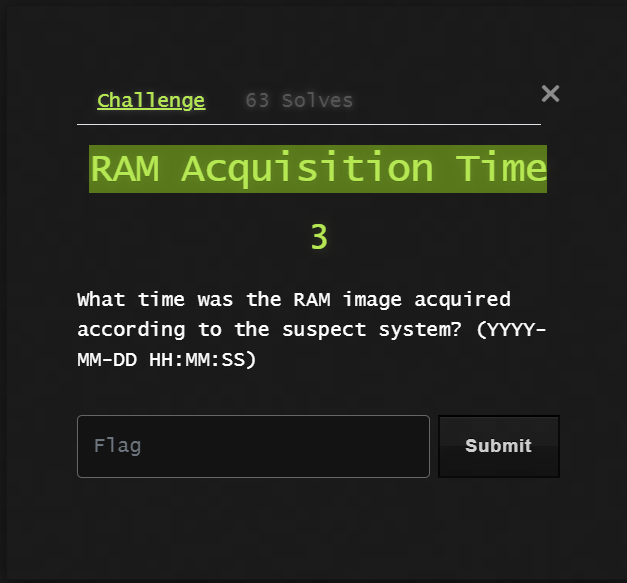 Challenge 63 Solves ×
RAM Acquisition Time
3
What time was the RAM image acquired
according to the suspect system? (YYYY-
MM-DD HH:MM:SS)
Flag Submit